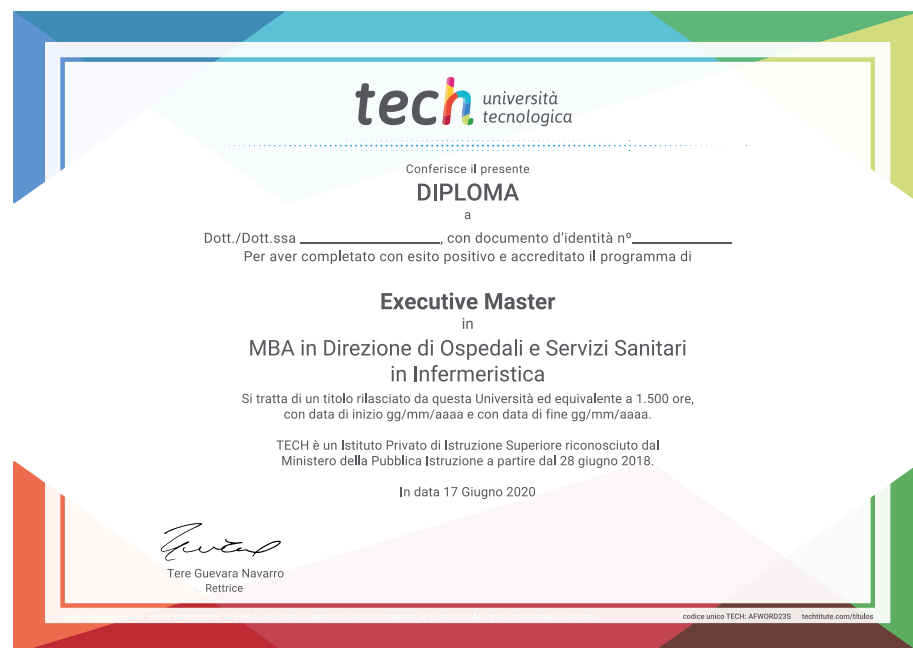 tech università
tecnologica
Conferisce il presente
DIPLOMA
a
Dott./Dott.ssa ____________, con documento d'identità nº____________
Per aver completato con esito positivo e accreditato il programma di
Executive Master
in
MBA in Direzione di Ospedali e Servizi Sanitari
in Infermeristica
Si tratta di un titolo rilasciato da questa Università ed equivalente a 1.500 ore,
con data di inizio gg/mm/aaaa e con data di fine gg/mm/aaaa.
TECH è un Istituto Privato di Istruzione Superiore riconosciuto dal
Ministero della Pubblica Istruzione a partire dal 28 giugno 2018.
In data 17 Giugno 2020
Tere Guevara Navarro
Rettrice
codice unico TECH: AFWORD23S techtitute.com/titulos